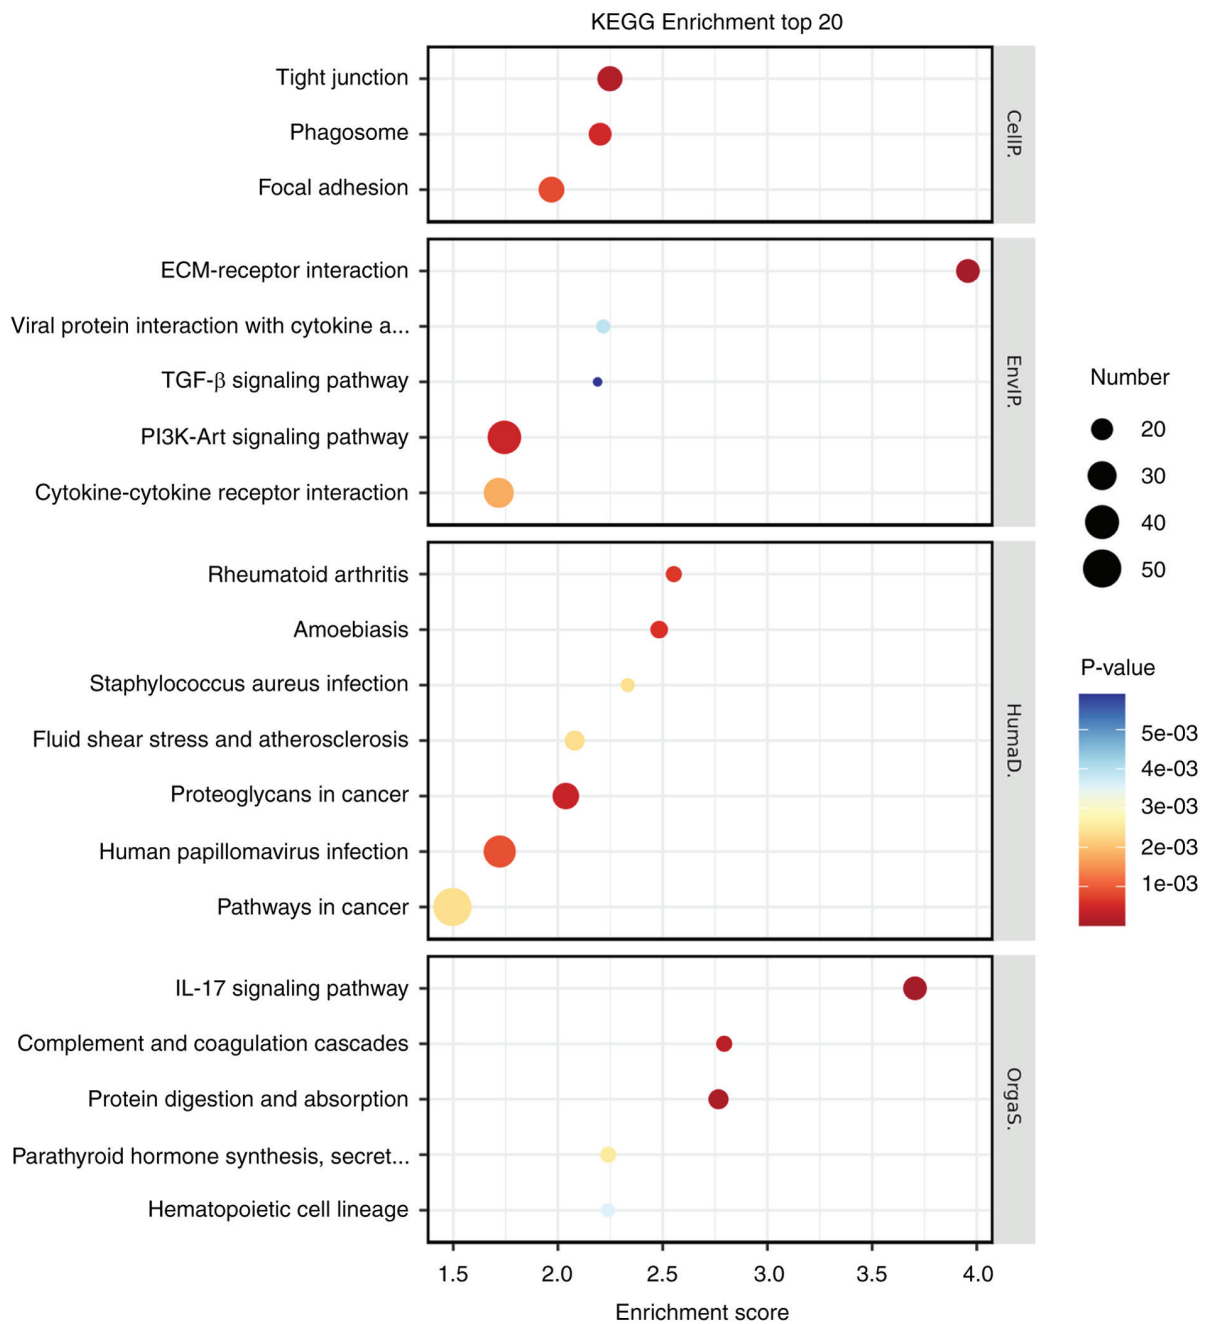 KEGG Enrichment top 20
Tight junction
Phagosome
Focal adhesion
CellP.
ECM-receptor interaction
Viral protein interaction with cytokine a...
TGF-β signaling pathway
PI3K-Art signaling pathway
Cytokine-cytokine receptor interaction
EnvIP.
Rheumatoid arthritis
Amoebiasis
Staphylococcus aureus infection
Fluid shear stress and atherosclerosis
Proteoglycans in cancer
Human papillomavirus infection
Pathways in cancer
HumaD.
IL-17 signaling pathway
Complement and coagulation cascades
Protein digestion and absorption
Parathyroid hormone synthesis, secret...
Hematopoietic cell lineage
OrgaS.
1.5 2.0 2.5 3.0 3.5 4.0
Enrichment score
Number
20
30
40
50
P-value
5e-03
4e-03
3e-03
2e-03
1e-03